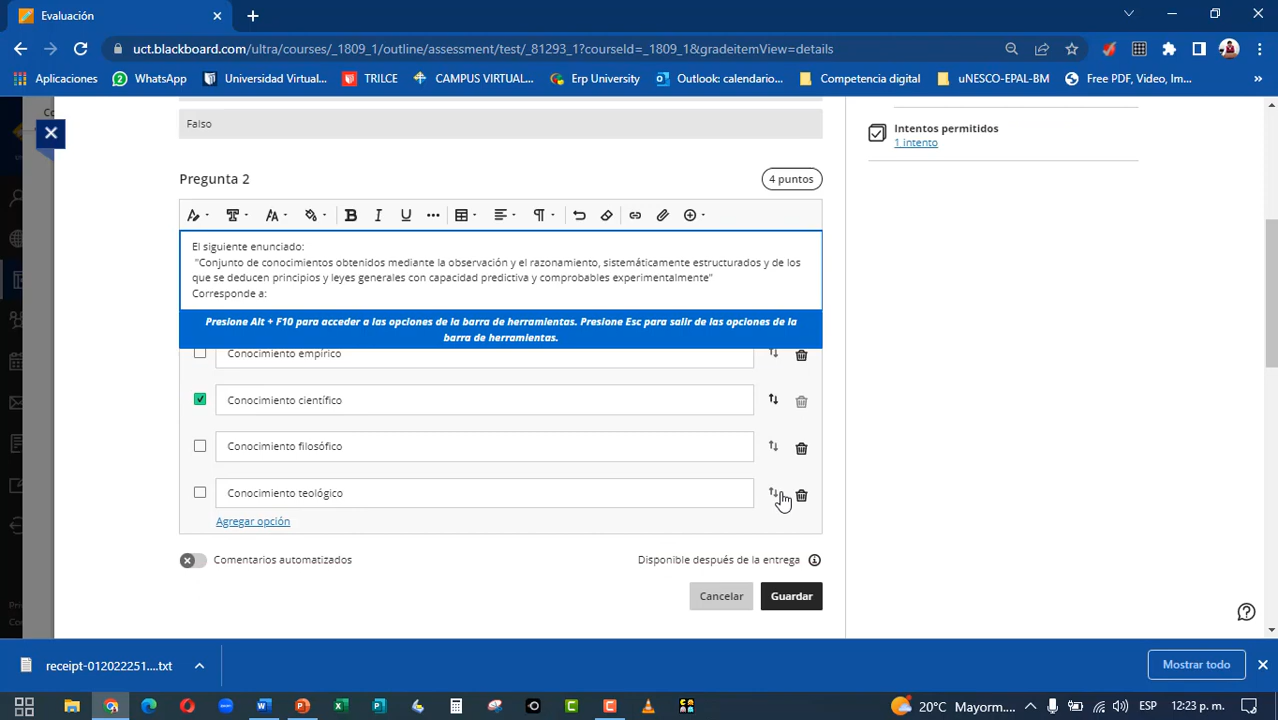 Evaluación
uct.blackboard.com/ultra/courses/_1809_1/outline/assessment/test/_81293_1?courseId=_1809_1&gradeitemView=details
Aplicaciones
2
WhatsApp
Universidad Virtual...
TRILCE
CAMPUS VIRTUAL...
Erp University
Outlook: calendario...
Competencia digital
uNESCO-EPAL-BM
Free PDF, Video, Im...
»
Co
Falso
Intentos permitidos
1 intento
Pregunta 2
4 puntos
El siguiente enunciado:
"Conjunto de conocimientos obtenidos mediante la observación y el razonamiento, sistemáticamente estructurados y de los
que se deducen principios y leyes generales con capacidad predictiva y comprobables experimentalmente"
Corresponde a:
Presione Alt + F10 para acceder a las opciones de la barra de herramientas. Presione Esc para salir de las opciones de la
barra de herramientas.
Conocimiento empírico
Conocimiento científico
Conocimiento filosófico
Conocimiento teológico
Agregar opción
Comentarios automatizados
Disponible después de la entrega
Cancelar
Guardar
receipt-012022251....txt
Mostrar todo
20°C Mayorm...
ESP
12:23 p. m.